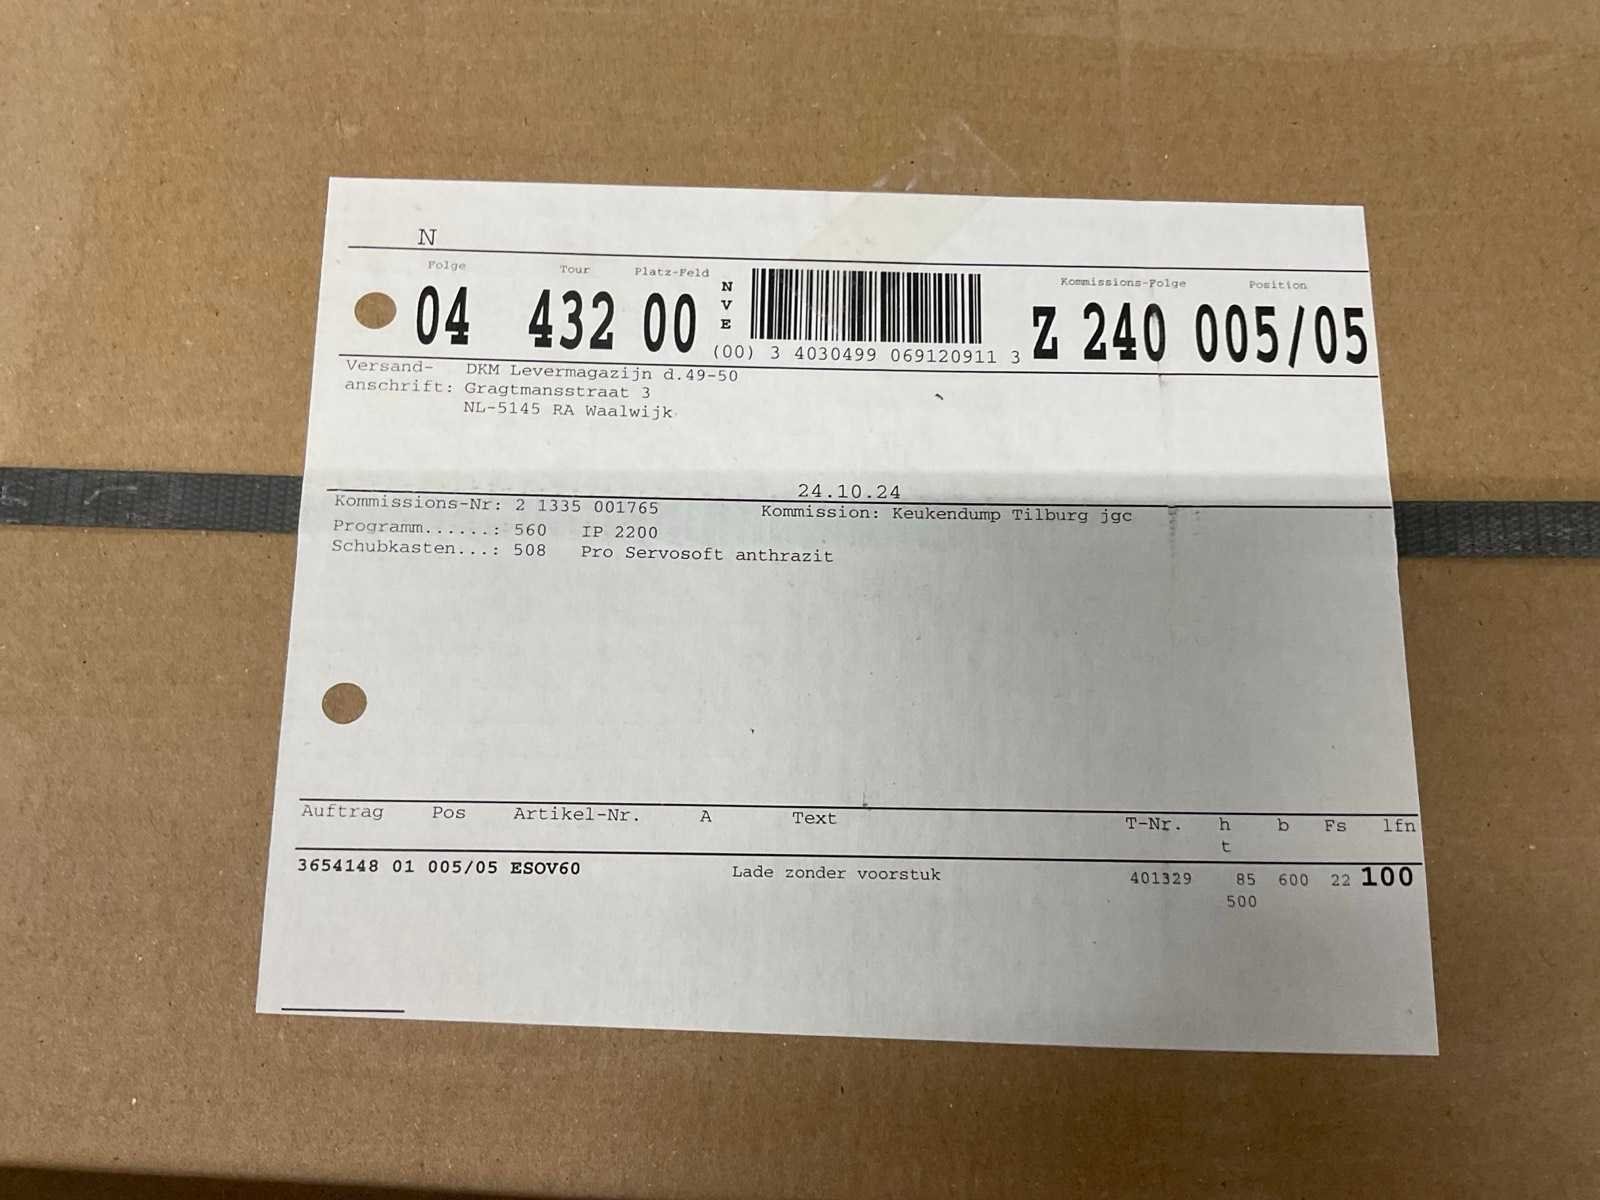 N
Folge Tour Platz-Feld Kommissions-Folge Position
04 432 00 NVE Z 240 005/05
(00) 3 4030499 069120911 3
Versand- DKM Levermagazijn d.49-50
anschrift: Gragtmansstraat 3
NL-5145 RA Waalwijk
24.10.24
Kommissions-Nr: 2 1335 001765 Kommission: Keukendump Tilburg jgc
Programm......: 560 IP 2200
Schubkasten...: 508 Pro Servosoft anthrazit
Auftrag Pos Artikel-Nr. A Text T-Nr. h b Fs lfn
t
3654148 01 005/05 ESOV60 Lade zonder voorstuk 401329 85 600 22 100
500